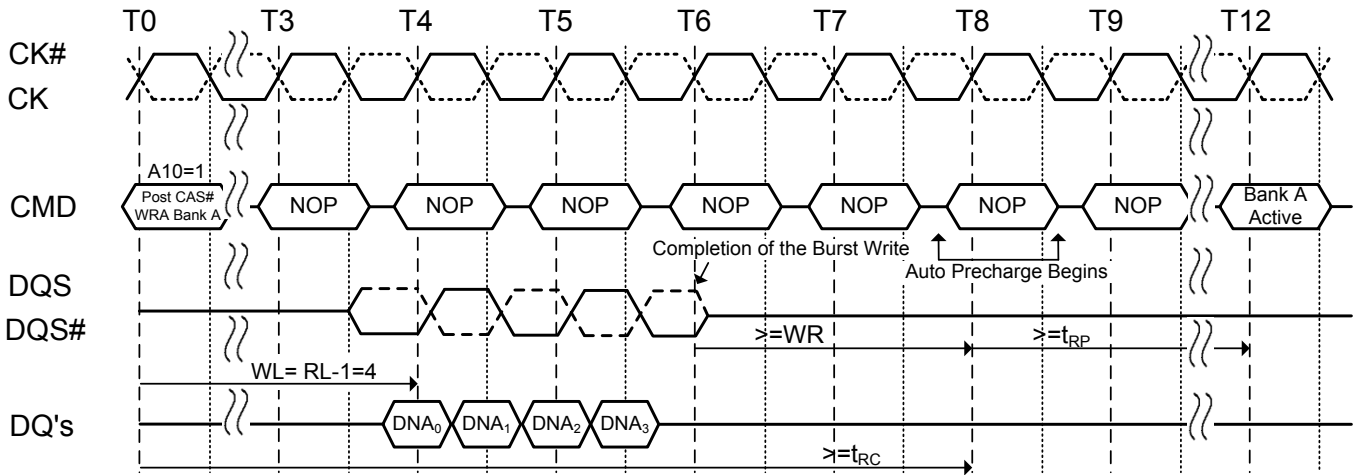 T0 T3 T4 T5 T6 T7 T8 T9 T12
CK#
CK
A10=1
CMD
Post CAS#
WRA Bank A
NOP NOP NOP NOP NOP NOP NOP
Bank A
Active
Completion of the Burst Write
Auto Precharge Begins
DQS
DQS#
>=WR >=tRP
WL= RL-1=4
DQ's DNA0 DNA1 DNA2 DNA3
>=tRC